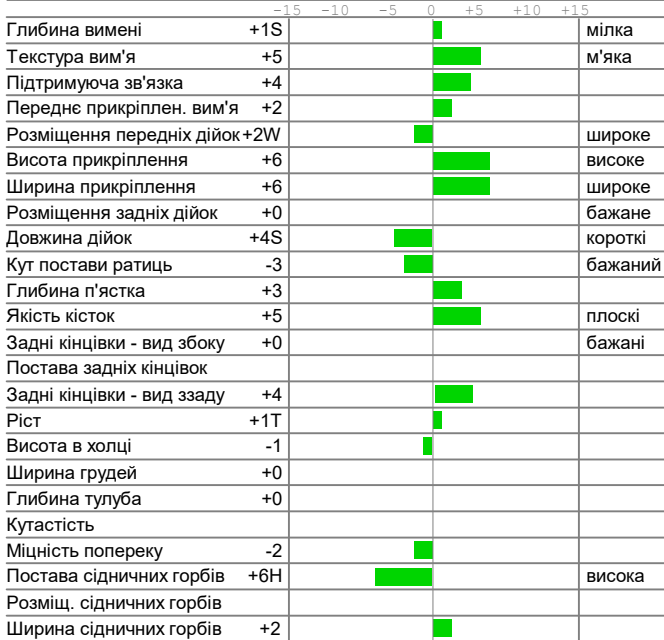 -15 -10 -5 0 +5 +10 +15
Глибина вимені +1S мілка
Текстура вим'я +5 м'яка
Підтримуюча зв'язка +4
Переднє прикріплен. вим'я +2
Розміщення передніх дійок+2W широке
Висота прикріплення +6 високе
Ширина прикріплення +6 широке
Розміщення задніх дійок +0 бажане
Довжина дійок +4S короткі
Кут постави ратиць -3 бажаний
Глибина п'ястка +3
Якість кісток +5 плоскі
Задні кінцівки - вид збоку +0 бажані
Постава задніх кінцівок
Задні кінцівки - вид ззаду +4
Ріст +1T
Висота в холці -1
Ширина грудей +0
Глибина тулуба +0
Кутастість
Міцність попереку -2
Постава сідничних горбів +6H висока
Розміщ. сідничних горбів
Ширина сідничних горбів +2